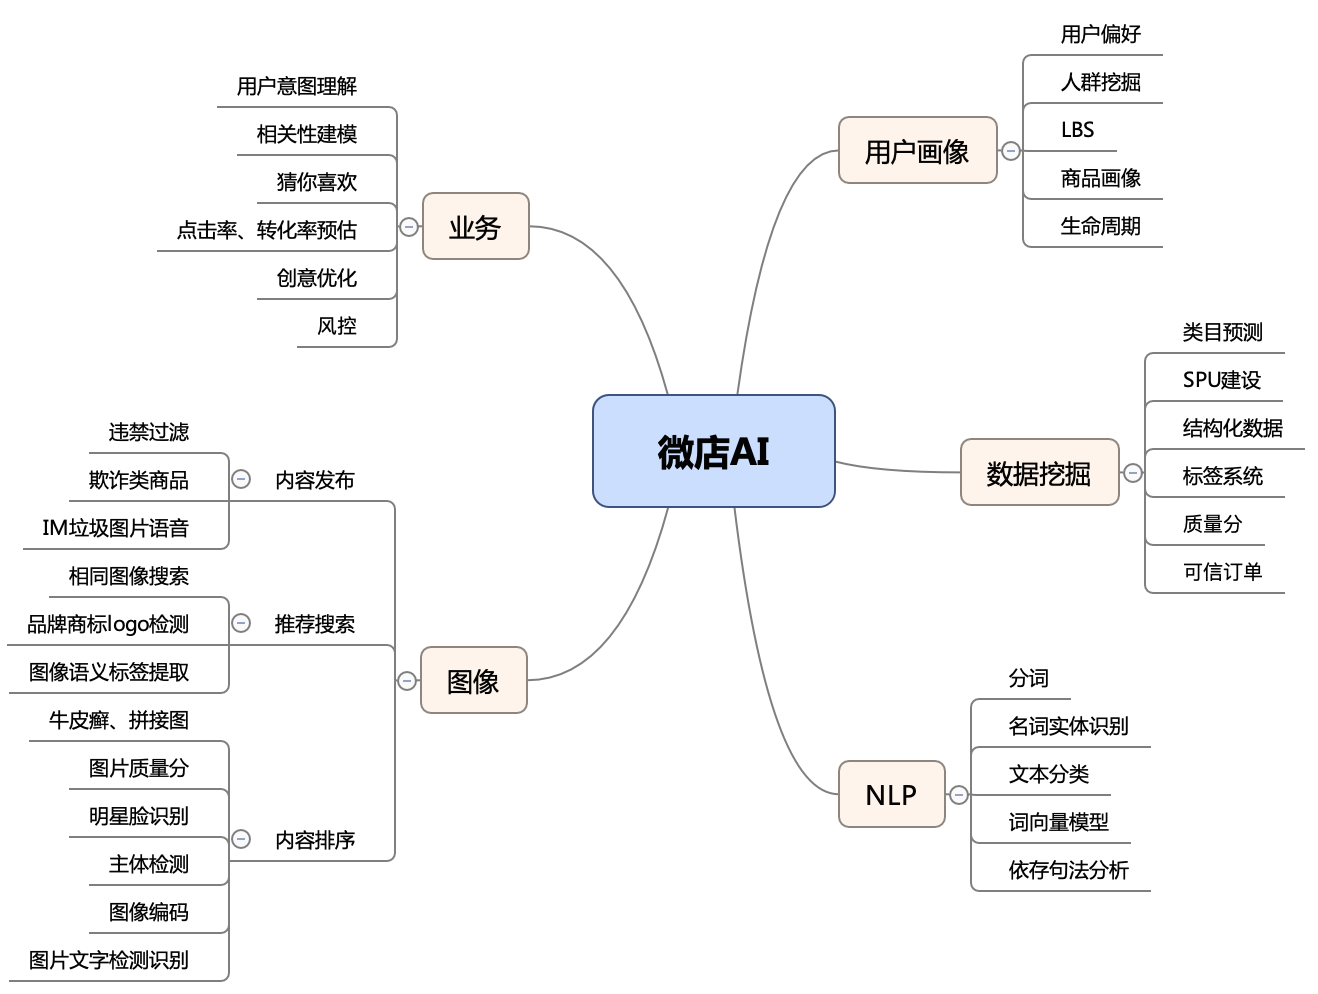 微店AI
用户画像
用户偏好
人群挖掘
LBS
商品画像
生命周期
数据挖掘
类目预测
SPU建设
结构化数据
标签系统
质量分
可信订单
NLP
分词
名词实体识别
文本分类
词向量模型
依存句法分析
业务
用户意图理解
相关性建模
猜你喜欢
点击率、转化率预估
创意优化
风控
图像
内容发布
违禁过滤
欺诈类商品
IM垃圾图片语音
推荐搜索
相同图像搜索
品牌商标logo检测
图像语义标签提取
内容排序
牛皮癣、拼接图
图片质量分
明星脸识别
主体检测
图像编码
图片文字检测识别